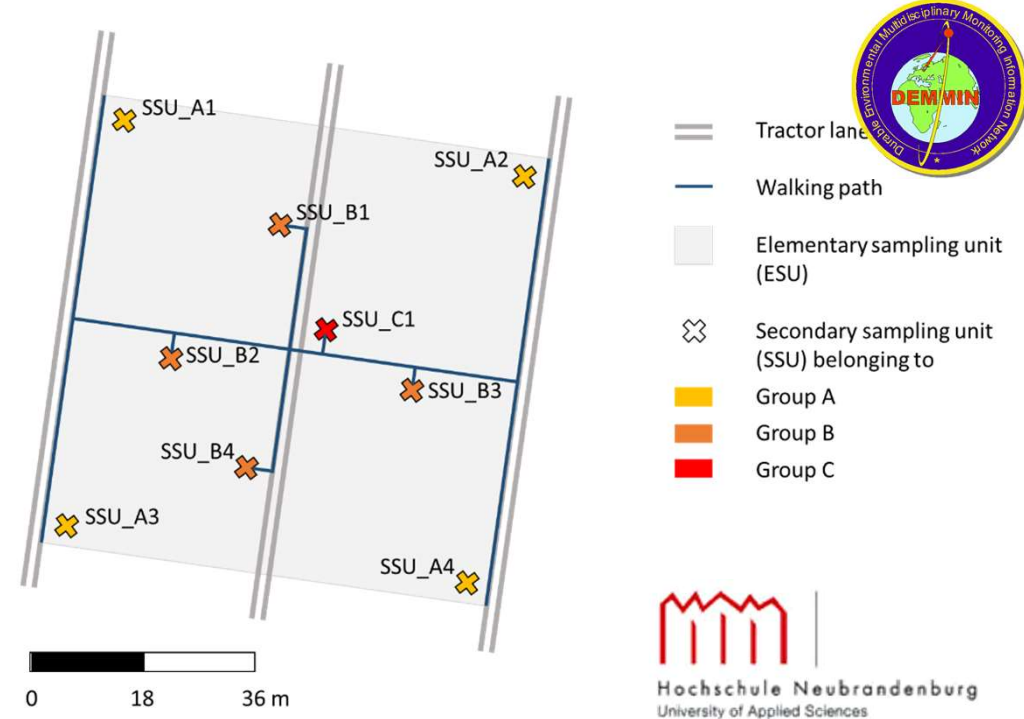 SSU_A1
SSU_A2
SSU_B1
SSU_C1
SSU_B2
SSU_B3
SSU_B4
SSU_A3
SSU_A4
0 18 36 m
Durable Environmental Multidisciplinary Monitoring Information Network
DEMMIN
Tractor lane
Walking path
Elementary sampling unit
(ESU)
Secondary sampling unit
(SSU) belonging to
Group A
Group B
Group C
Hochschule Neubrandenburg
University of Applied Sciences